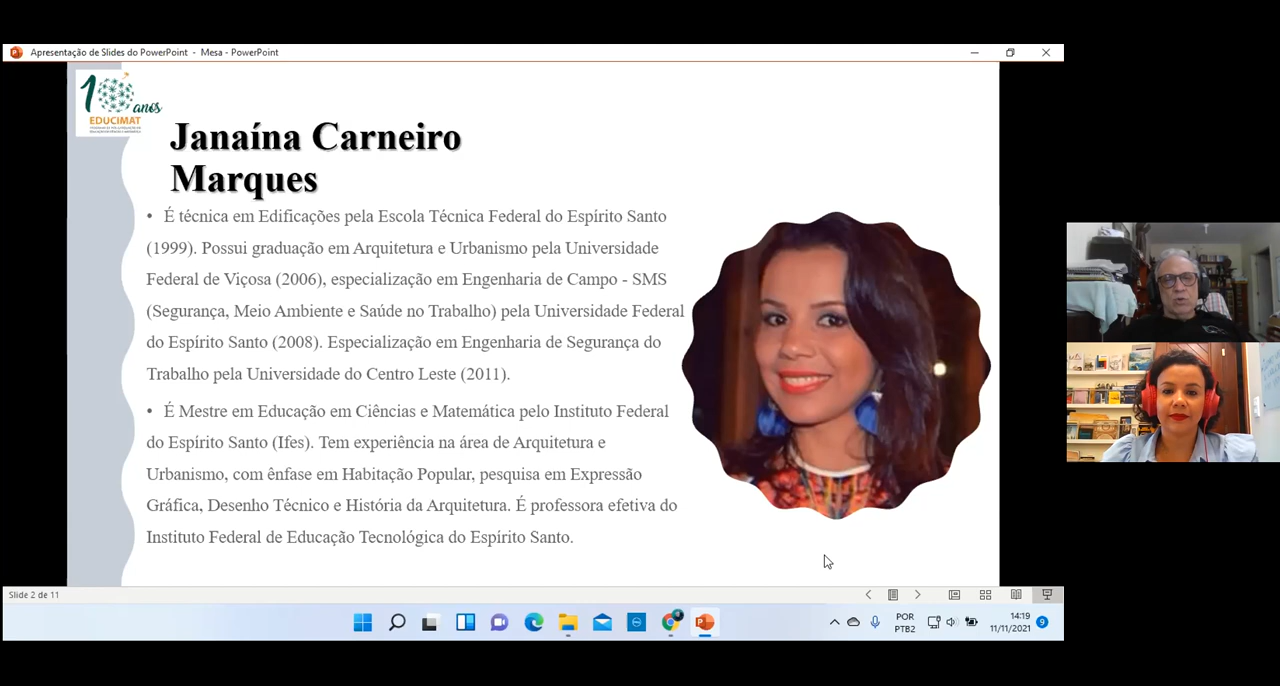 Apresentação de Slides do PowerPoint - Mesa - PowerPoint
10 anos
EDUCIMAT
Janaína Carneiro
Marques
• É técnica em Edificações pela Escola Técnica Federal do Espírito Santo
(1999). Possui graduação em Arquitetura e Urbanismo pela Universidade
Federal de Viçosa (2006), especialização em Engenharia de Campo - SMS
(Segurança, Meio Ambiente e Saúde no Trabalho) pela Universidade Federal
do Espírito Santo (2008). Especialização em Engenharia de Segurança do
Trabalho pela Universidade do Centro Leste (2011).
• É Mestre em Educação em Ciências e Matemática pelo Instituto Federal
do Espírito Santo (Ifes). Tem experiência na área de Arquitetura e
Urbanismo, com ênfase em Habitação Popular, pesquisa em Expressão
Gráfica, Desenho Técnico e História da Arquitetura. É professora efetiva do
Instituto Federal de Educação Tecnológica do Espírito Santo.
Slide 2 de 11
POR
PTB2
14:19
11/11/2021
9